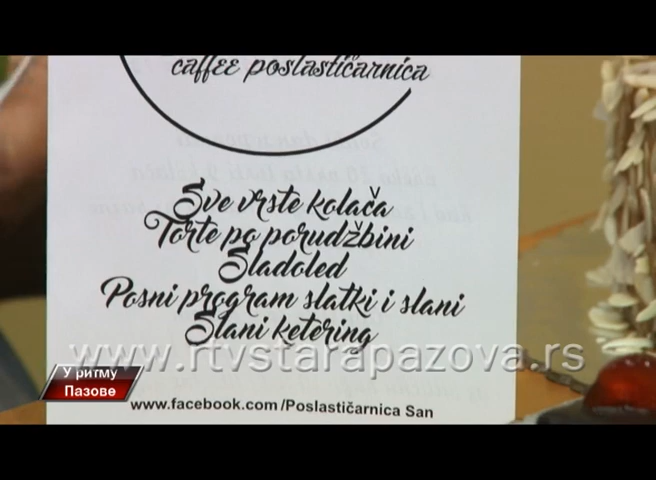 caffee poslastičarnica
Sve vrste kolača
Torte po porudžbini
Sladoled
Posni program slatki i slani
Slani ketering
www.rtvstarapazova.rs
У ритму
Пазове
www.facebook.com/Poslastičarnica San